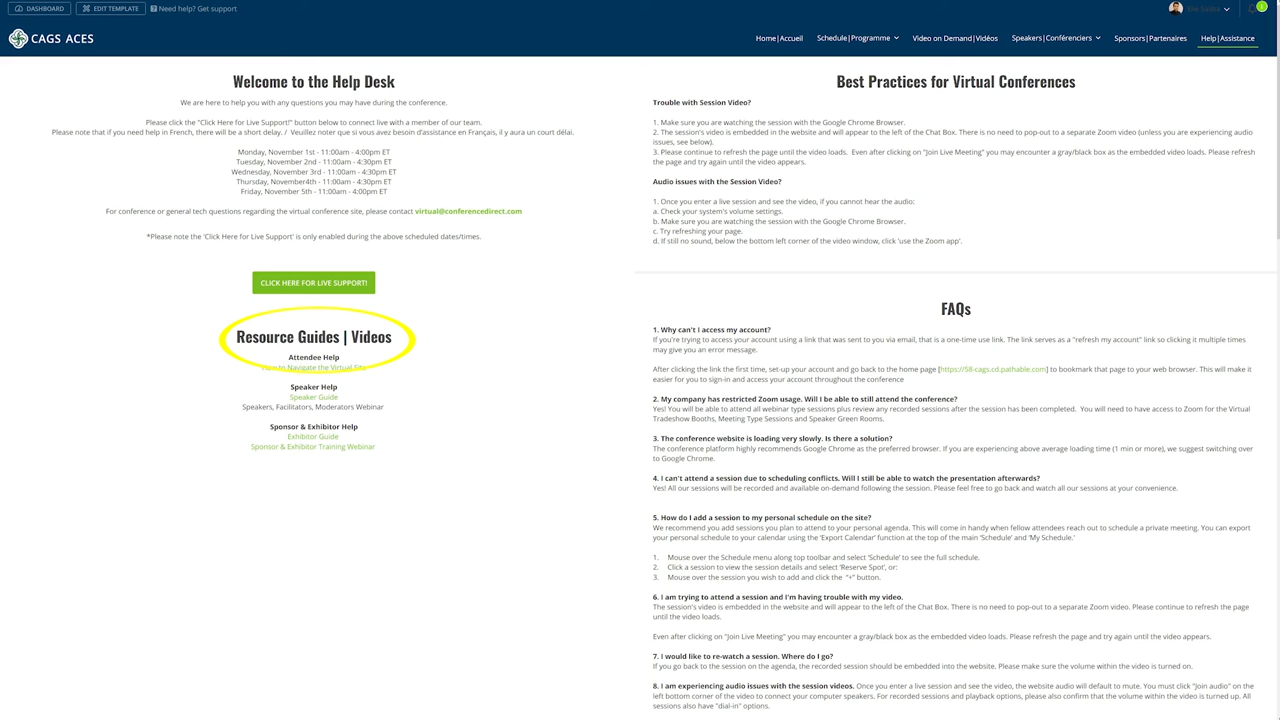 DASHBOARD
EDIT TEMPLATE
Need help? Get support
1
CAGS ACES
Home|Accueil
Schedule|Programme
Video on Demand|Vidéos
Speakers|Conférenciers
Sponsors|Partenaires
Help|Assistance
Welcome to the Help Desk
We are here to help you with any questions you may have during the conference.
Please click the "Click Here for Live Support!" button below to connect live with a member of our team.
Please note that if you need help in French, there will be a short delay. / Veuillez noter que si vous avez besoin d'assistance en Français, il y aura un court délai.
Monday, November 1st - 11:00am - 4:00pm ET
Tuesday, November 2nd - 11:00am - 4:30pm ET
Wednesday, November 3rd - 11:00am - 4:30pm ET
Thursday, November4th - 11:00am - 4:30pm ET
Friday, November 5th - 11:00am - 4:00pm ET
For conference or general tech questions regarding the virtual conference site, please contact virtual@conferencedirect.com
*Please note the 'Click Here for Live Support' is only enabled during the above scheduled dates/times.
CLICK HERE FOR LIVE SUPPORT!
Resource Guides | Videos
Attendee Help
How to Navigate the Virtual Site
Speaker Help
Speaker Guide
Speakers, Facilitators, Moderators Webinar
Sponsor & Exhibitor Help
Exhibitor Guide
Sponsor & Exhibitor Training Webinar
Best Practices for Virtual Conferences
Trouble with Session Video?
1. Make sure you are watching the session with the Google Chrome Browser.
2. The session's video is embedded in the website and will appear to the left of the Chat Box. There is no need to pop-out to a separate Zoom video (unless you are experiencing audio
issues, see below).
3. Please continue to refresh the page until the video loads.  Even after clicking on "Join Live Meeting" you may encounter a gray/black box as the embedded video loads. Please refresh
the page and try again until the video appears.
Audio issues with the Session Video?
1. Once you enter a live session and see the video, if you cannot hear the audio:
a. Check your system's volume settings.
b. Make sure you are watching the session with the Google Chrome Browser.
c. Try refreshing your page.
d. If still no sound, below the bottom left corner of the video window, click 'use the Zoom app'.
FAQs
1. Why can't I access my account?
If you're trying to access your account using a link that was sent to you via email, that is a one-time use link. The link serves as a "refresh my account" link so clicking it multiple times
may give you an error message.
After clicking the link the first time, set-up your account and go back to the home page [https://58-cags.cd.pathable.com] to bookmark that page to your web browser. This will make it
easier for you to sign-in and access your account throughout the conference
2. My company has restricted Zoom usage. Will I be able to still attend the conference?
Yes! You will be able to attend all webinar type sessions plus review any recorded sessions after the session has been completed.  You will need to have access to Zoom for the Virtual
Tradeshow Booths, Meeting Type Sessions and Speaker Green Rooms.
3. The conference website is loading very slowly. Is there a solution?
The conference platform highly recommends Google Chrome as the preferred browser. If you are experiencing above average loading time (1 min or more), we suggest switching over
to Google Chrome.
4. I can't attend a session due to scheduling conflicts. Will I still be able to watch the presentation afterwards?
Yes! All our sessions will be recorded and available on-demand following the session. Please feel free to go back and watch all our sessions at your convenience.
5. How do I add a session to my personal schedule on the site?
We recommend you add sessions you plan to attend to your personal agenda. This will come in handy when fellow attendees reach out to schedule a private meeting. You can export
your personal schedule to your calendar using the 'Export Calendar' function at the top of the main 'Schedule' and 'My Schedule.'
1. Mouse over the Schedule menu along top toolbar and select 'Schedule' to see the full schedule.
2. Click a session to view the session details and select 'Reserve Spot', or:
3. Mouse over the session you wish to add and click the "+" button.
6. I am trying to attend a session and I'm having trouble with my video.
The session's video is embedded in the website and will appear to the left of the Chat Box. There is no need to pop-out to a separate Zoom video. Please continue to refresh the page
until the video loads.
Even after clicking on "Join Live Meeting" you may encounter a gray/black box as the embedded video loads. Please refresh the page and try again until the video appears.
7. I would like to re-watch a session. Where do I go?
If you go back to the session on the agenda, the recorded session should be embedded into the website. Please make sure the volume within the video is turned on.
8. I am experiencing audio issues with the session videos. Once you enter a live session and see the video, the website audio will default to mute. You must click "Join audio" on the
left bottom corner of the video to connect your computer speakers. For recorded sessions and playback options, please also confirm that the volume within the video is turned up. All
sessions also have "dial-in" options.